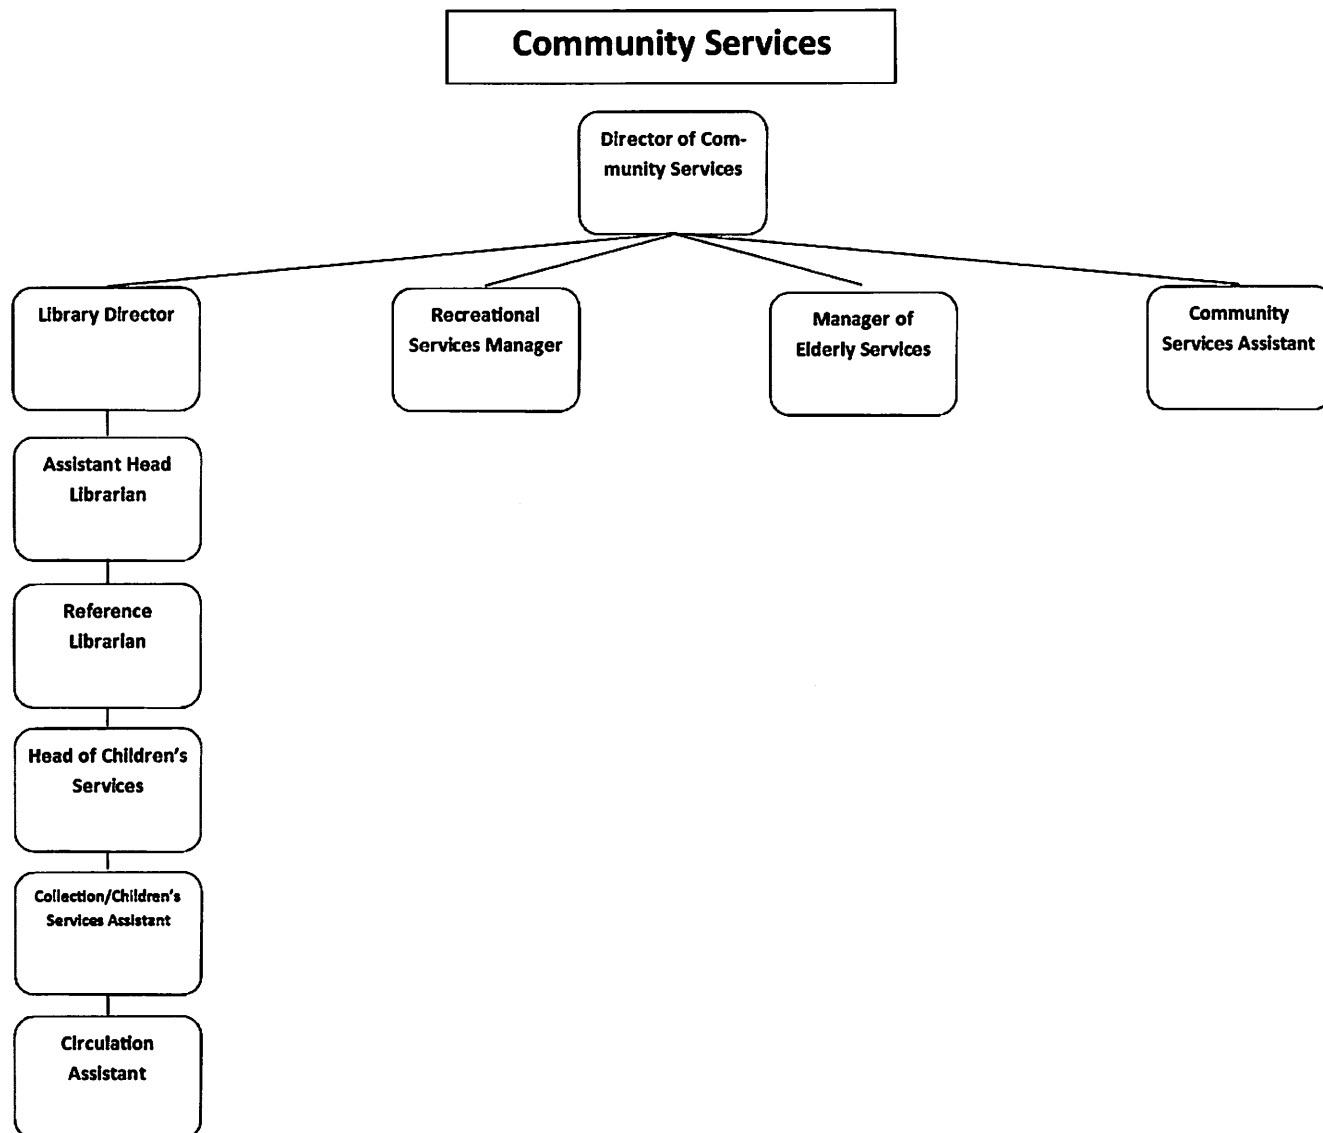 Community Services
Director of Com-
munity Services
Library Director
Recreational
Services Manager
Manager of
Elderly Services
Community
Services Assistant
Assistant Head
Librarian
Reference
Librarian
Head of Children's
Services
Collection/Children's
Services Assistant
Circulation
Assistant